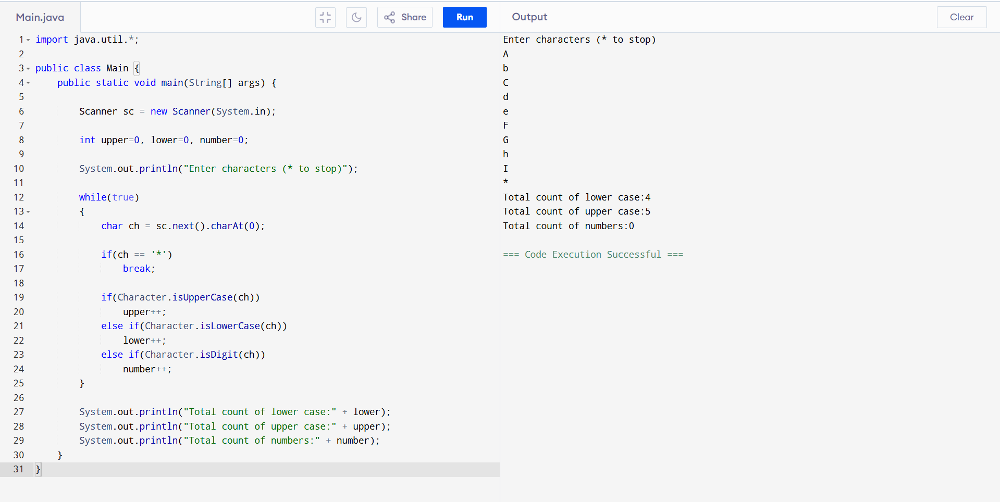 Main.java
Share
Run
Output
Clear
1 import java.util.*;
2
3 public class Main {
4     public static void main(String[] args) {
5
6         Scanner sc = new Scanner(System.in);
7
8         int upper=0, lower=0, number=0;
9
10         System.out.println("Enter characters (* to stop)");
11
12         while(true)
13         {
14             char ch = sc.next().charAt(0);
15
16             if(ch == '*')
17                 break;
18
19             if(Character.isUpperCase(ch))
20                 upper++;
21             else if(Character.isLowerCase(ch))
22                 lower++;
23             else if(Character.isDigit(ch))
24                 number++;
25         }
26
27         System.out.println("Total count of lower case:" + lower);
28         System.out.println("Total count of upper case:" + upper);
29         System.out.println("Total count of numbers:" + number);
30     }
31 }
Enter characters (* to stop)
A
b
C
d
e
F
G
h
I
*
Total count of lower case:4
Total count of upper case:5
Total count of numbers:0
=== Code Execution Successful ===